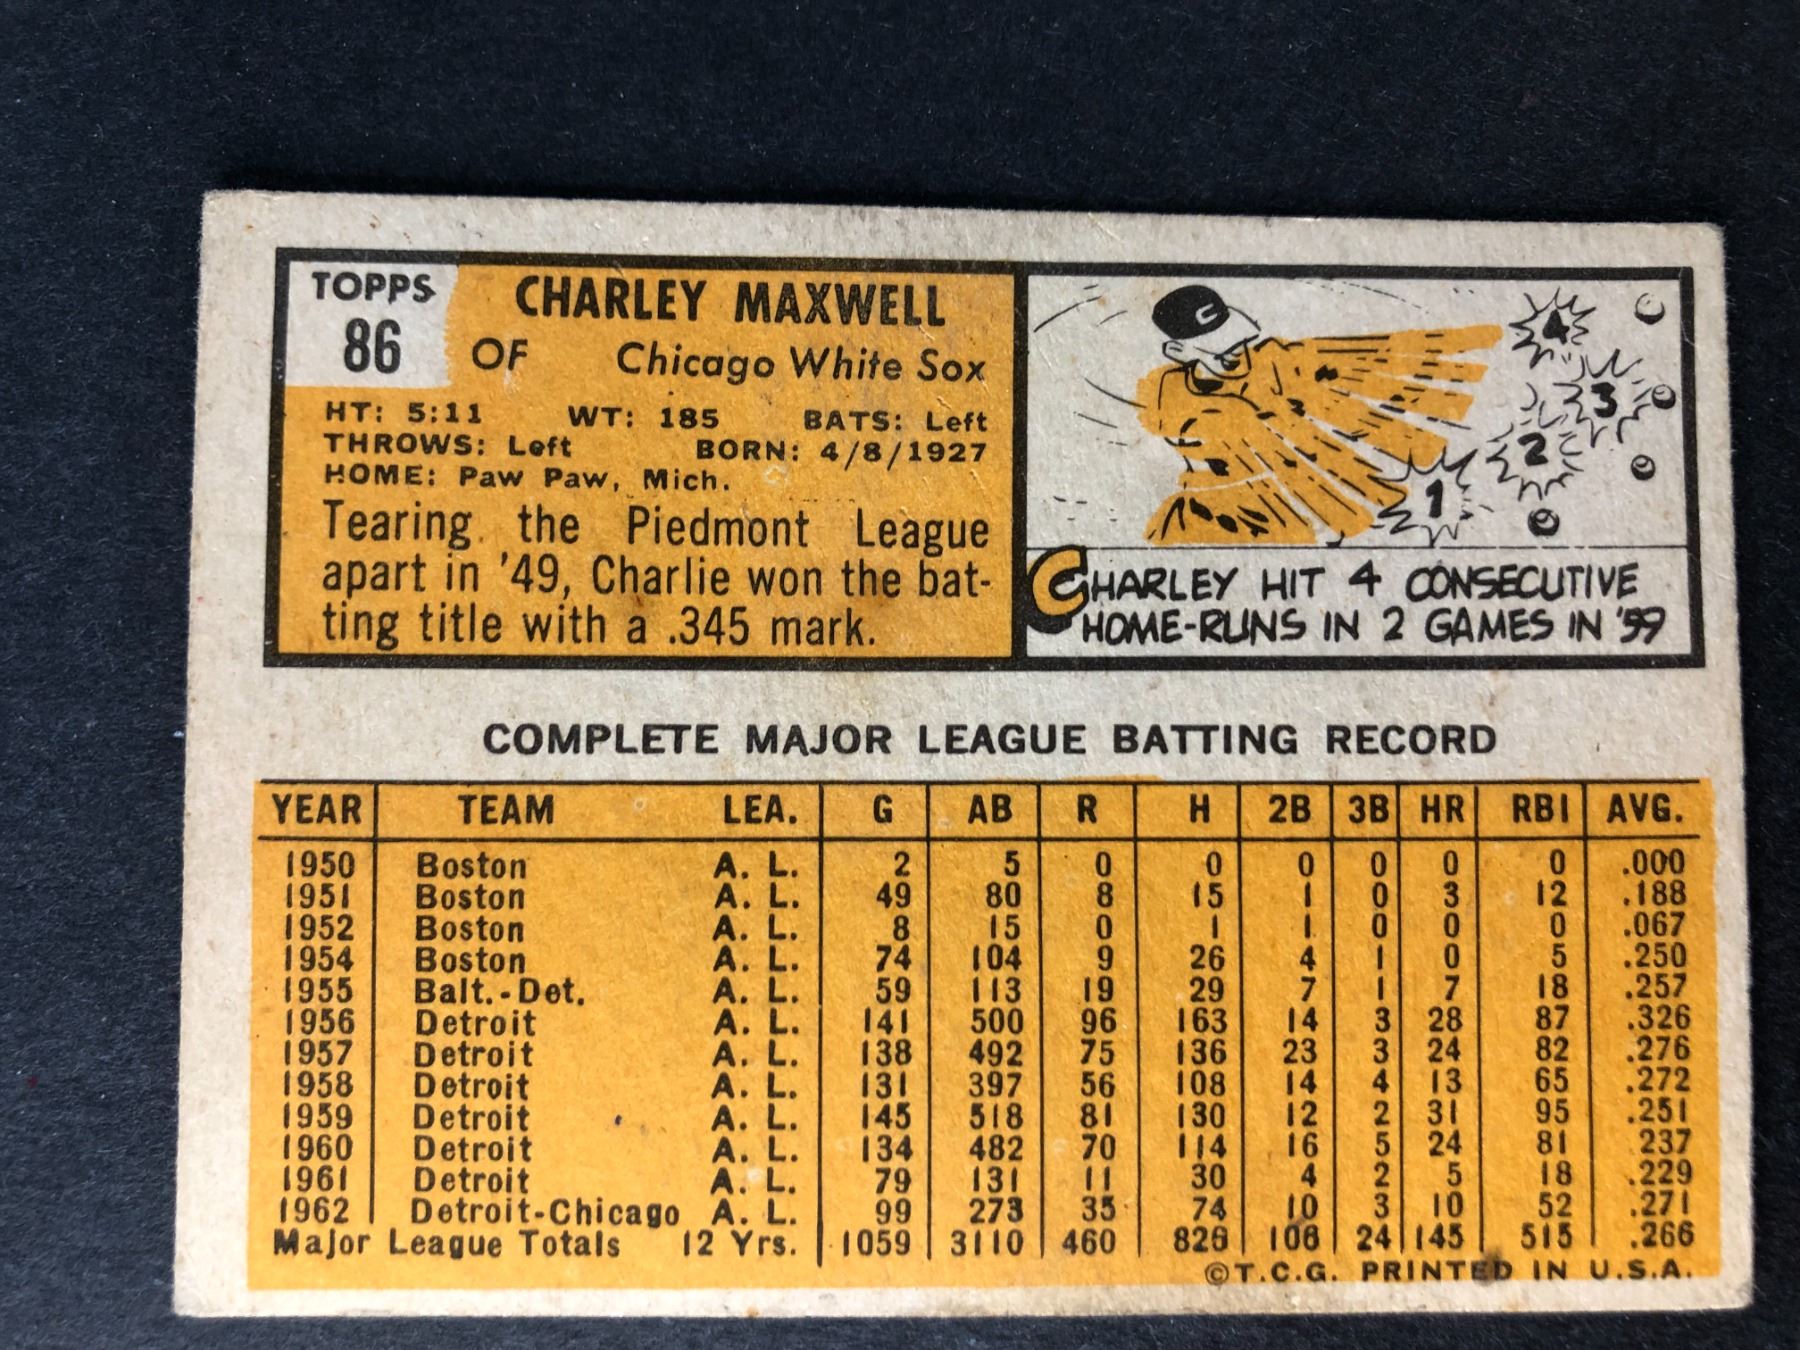 TOPPS
86
CHARLEY MAXWELL
OF Chicago White Sox
HT: 5:11 WT: 185 BATS: Left
THROWS: Left BORN: 4/8/1927
HOME: Paw Paw, Mich.
Tearing the Piedmont League
apart in '49, Charlie won the bat-
ting title with a .345 mark.
C
4
3
2
1
CHARLEY HIT 4 CONSECUTIVE
HOME-RUNS IN 2 GAMES IN '59
COMPLETE MAJOR LEAGUE BATTING RECORD
YEAR TEAM LEA. G AB R H 2B 3B HR RBI AVG.
1950 Boston A. L. 2 5 0 0 0 0 0 0 .000
1951 Boston A. L. 49 80 8 15 1 0 3 12 .188
1952 Boston A. L. 8 15 0 1 1 0 0 0 .067
1954 Boston A. L. 74 104 9 26 4 1 0 5 .250
1955 Balt.-Det. A. L. 59 113 19 29 7 1 7 18 .257
1956 Detroit A. L. 141 500 96 163 14 3 28 87 .326
1957 Detroit A. L. 138 492 75 136 23 3 24 82 .276
1958 Detroit A. L. 131 397 56 108 14 4 13 65 .272
1959 Detroit A. L. 145 518 81 130 12 2 31 95 .251
1960 Detroit A. L. 134 482 70 114 16 5 24 81 .237
1961 Detroit A. L. 79 131 11 30 4 2 5 18 .229
1962 Detroit-Chicago A. L. 99 273 35 74 10 3 10 52 .271
Major League Totals 12 Yrs. 1059 3110 460 826 106 24 145 515 .266
©T.C.G. PRINTED IN U.S.A.